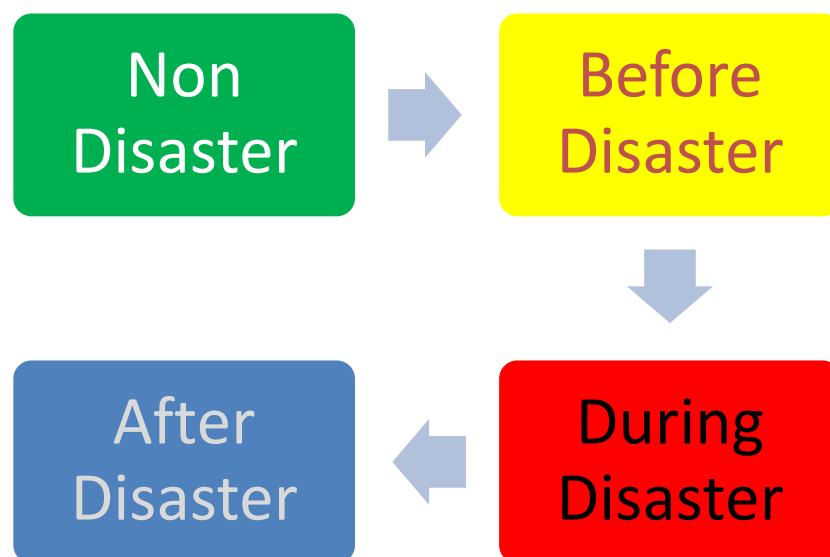 Non
Disaster
Before
Disaster
During
Disaster
After
Disaster